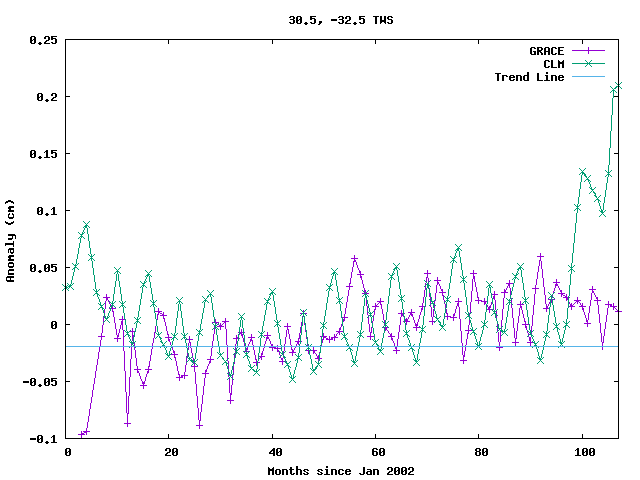 30.5, -32.5 TWS
GRACE
CLM
Trend Line
0.25
0.2
0.15
0.1
0.05
0
-0.05
-0.1
Anomaly (cm)
0 20 40 60 80 100
Months since Jan 2002